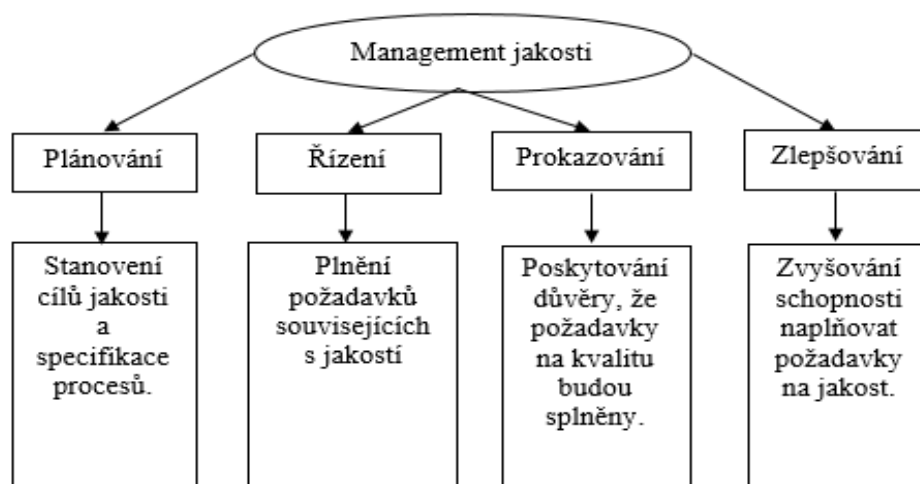 Management jakosti
Plánování
Řízení
Prokazování
Zlepšování
Stanovení
cílů jakosti
a
specifikace
procesů.
Plnění
požadavků
souvisejících
s jakostí
Poskytování
důvěry, že
požadavky
na kvalitu
budou
splněny.
Zvyšování
schopnosti
naplňovat
požadavky
na jakost.